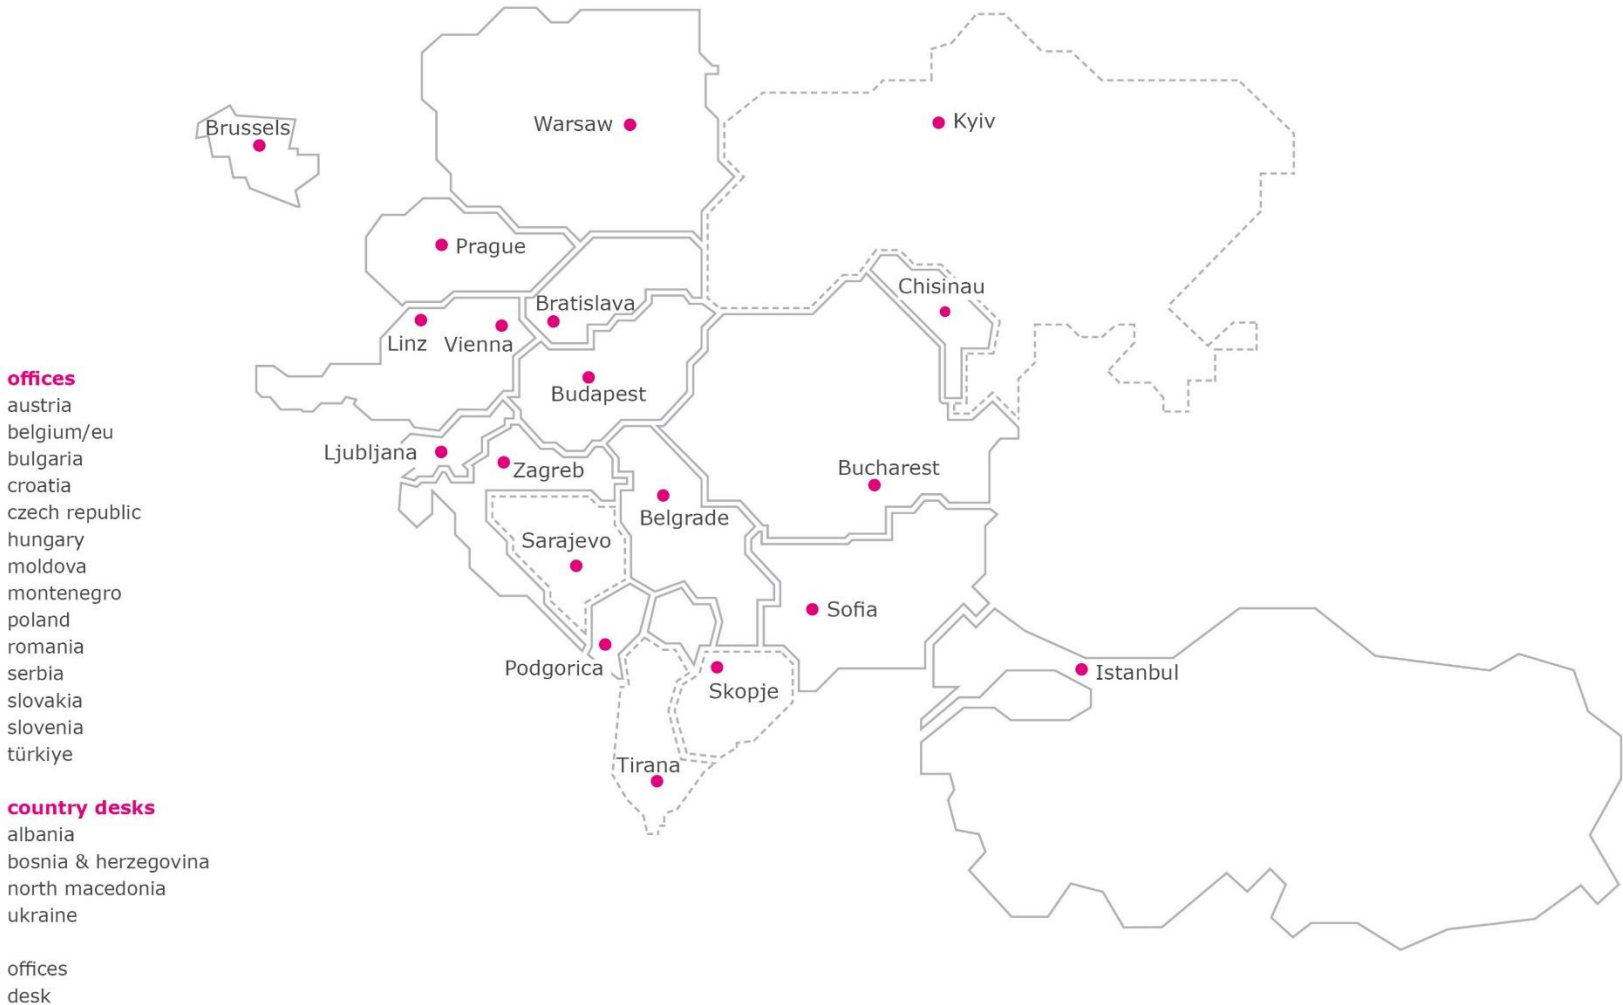 Brussels
Warsaw
Kyiv
Prague
Chisinau
Bratislava
Linz
Vienna
Budapest
Ljubljana
Zagreb
Bucharest
Belgrade
Sarajevo
Sofia
Podgorica
Skopje
Istanbul
Tirana
offices
austria
belgium/eu
bulgaria
croatia
czech republic
hungary
moldova
montenegro
poland
romania
serbia
slovakia
slovenia
türkiye
country desks
albania
bosnia & herzegovina
north macedonia
ukraine
offices
desk